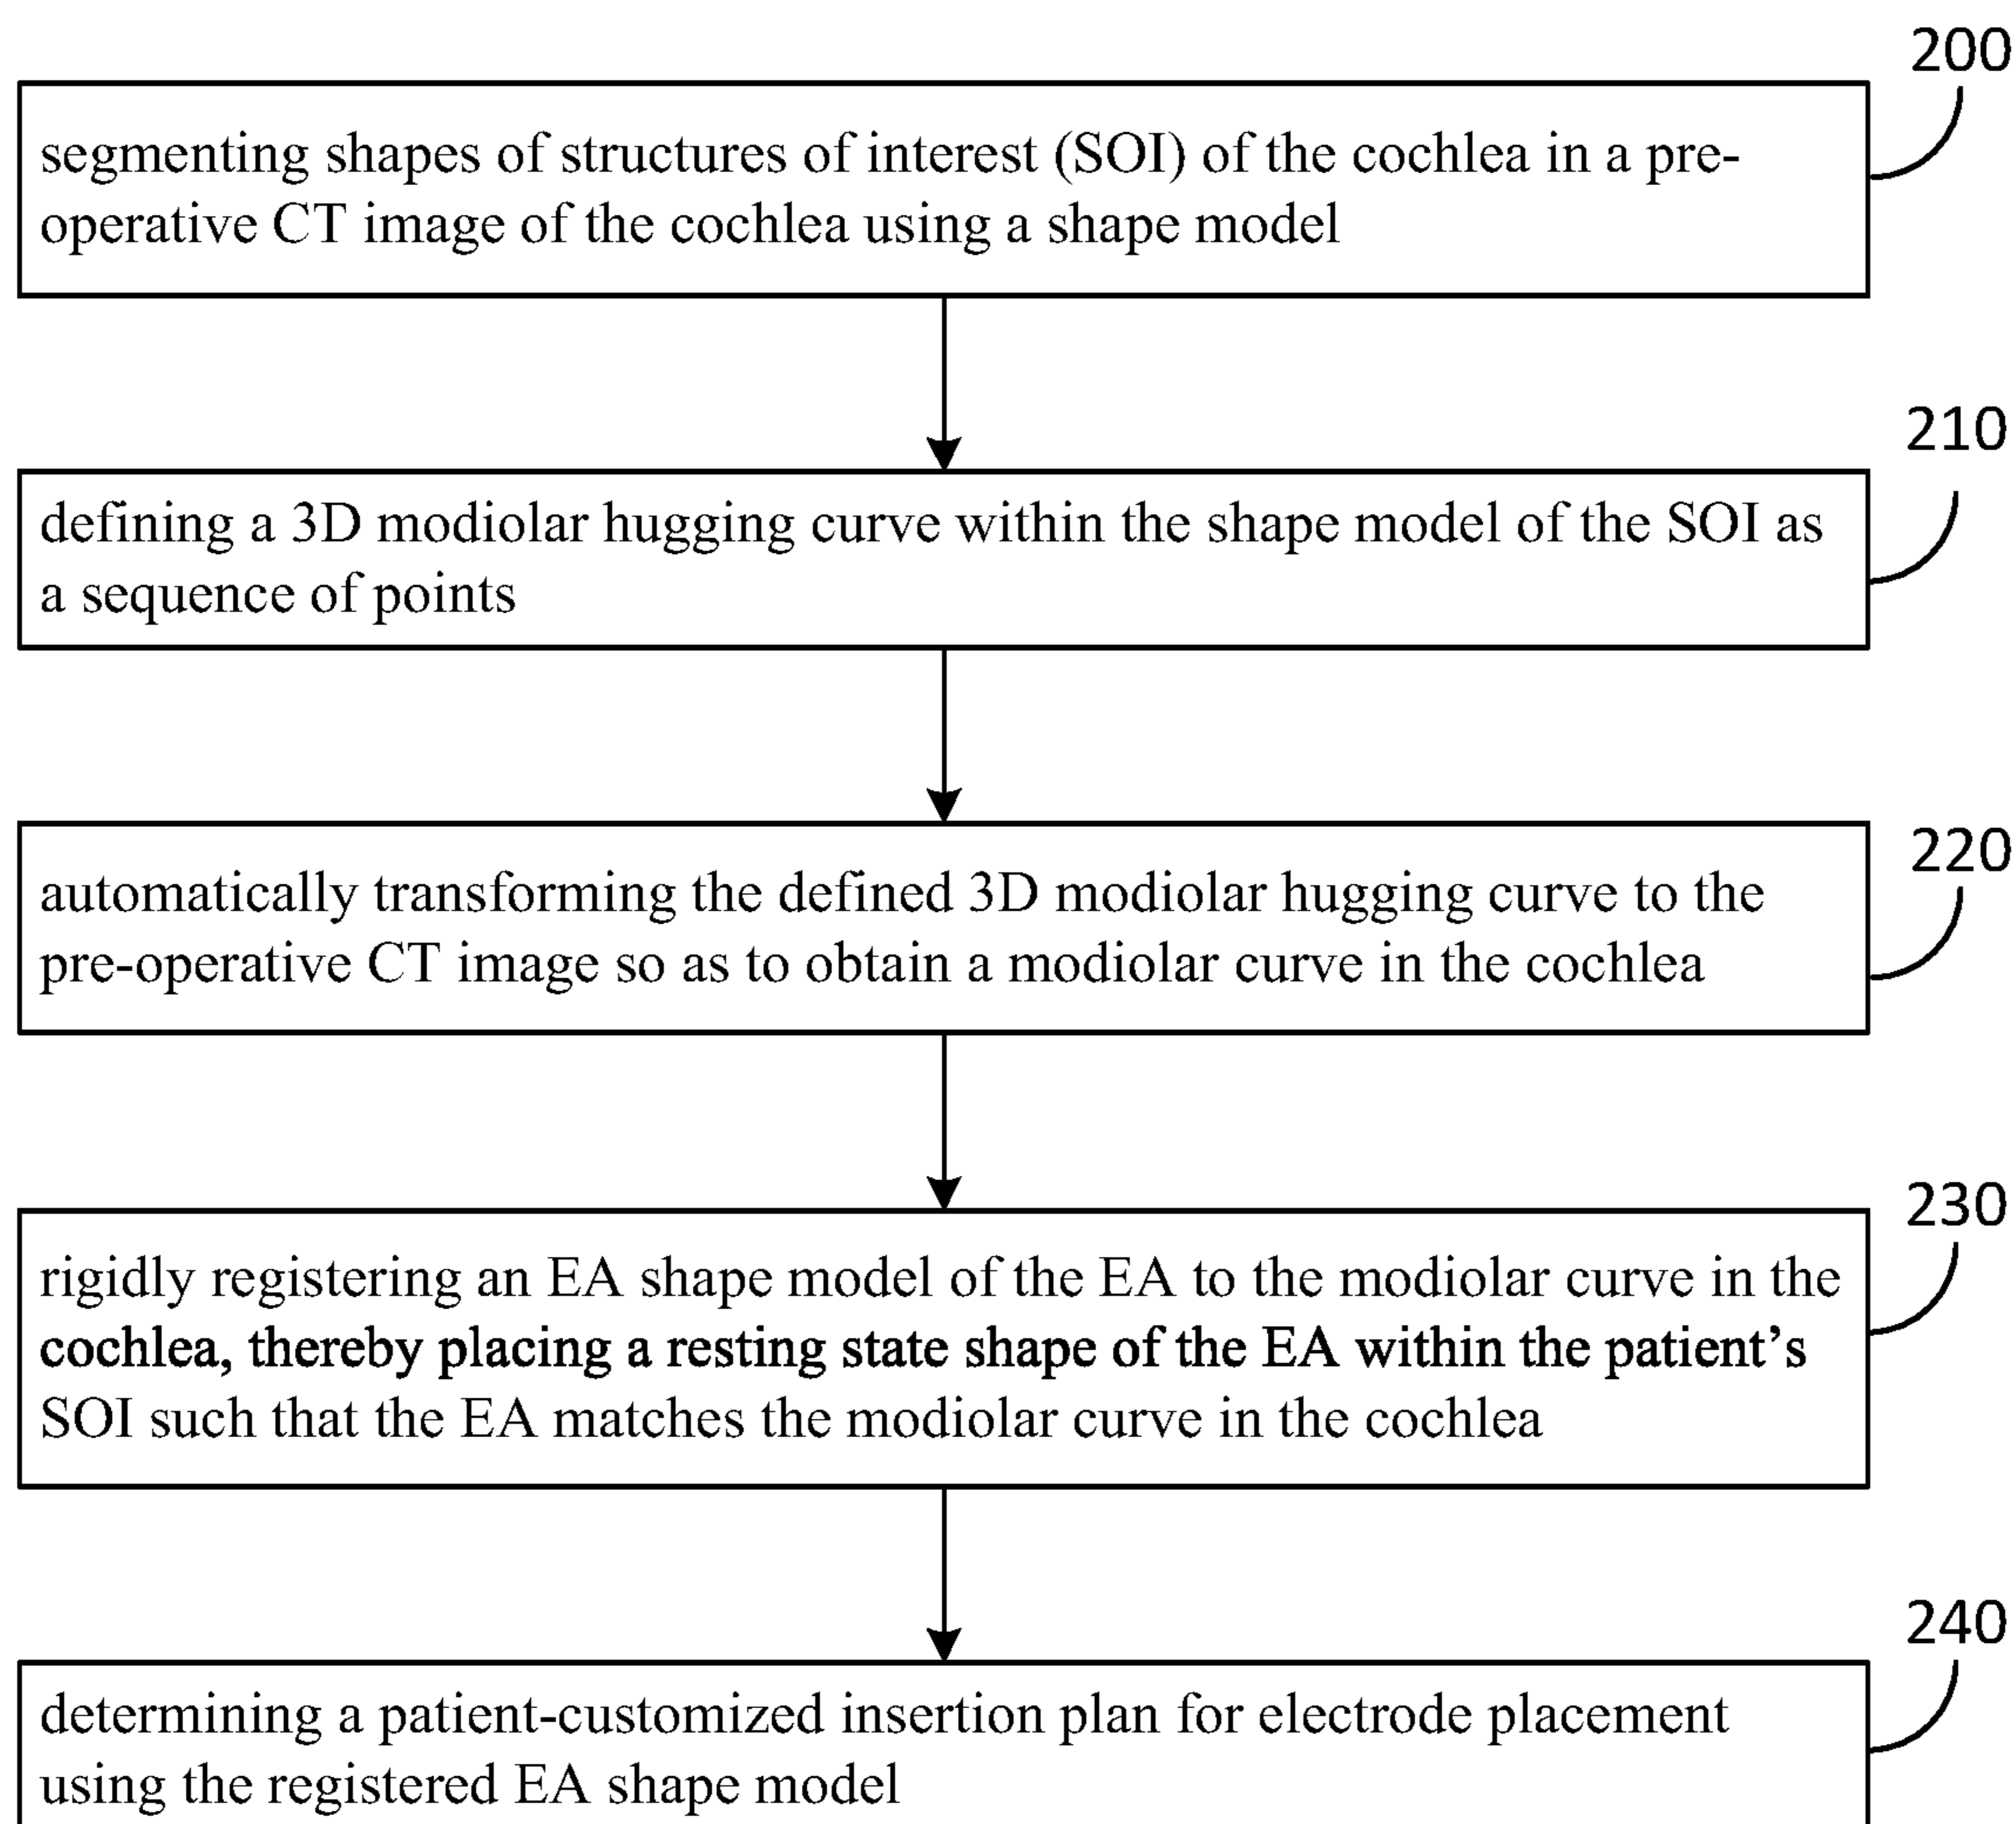 200
segmenting shapes of structures of interest (SOI) of the cochlea in a pre-
operative CT image of the cochlea using a shape model
210
defining a 3D modiolar hugging curve within the shape model of the SOI as
a sequence of points
220
automatically transforming the defined 3D modiolar hugging curve to the
pre-operative CT image so as to obtain a modiolar curve in the cochlea
230
rigidly registering an EA shape model of the EA to the modiolar curve in the
cochlea, thereby placing a resting state shape of the EA within the patient’s
SOI such that the EA matches the modiolar curve in the cochlea
240
determining a patient-customized insertion plan for electrode placement
using the registered EA shape model